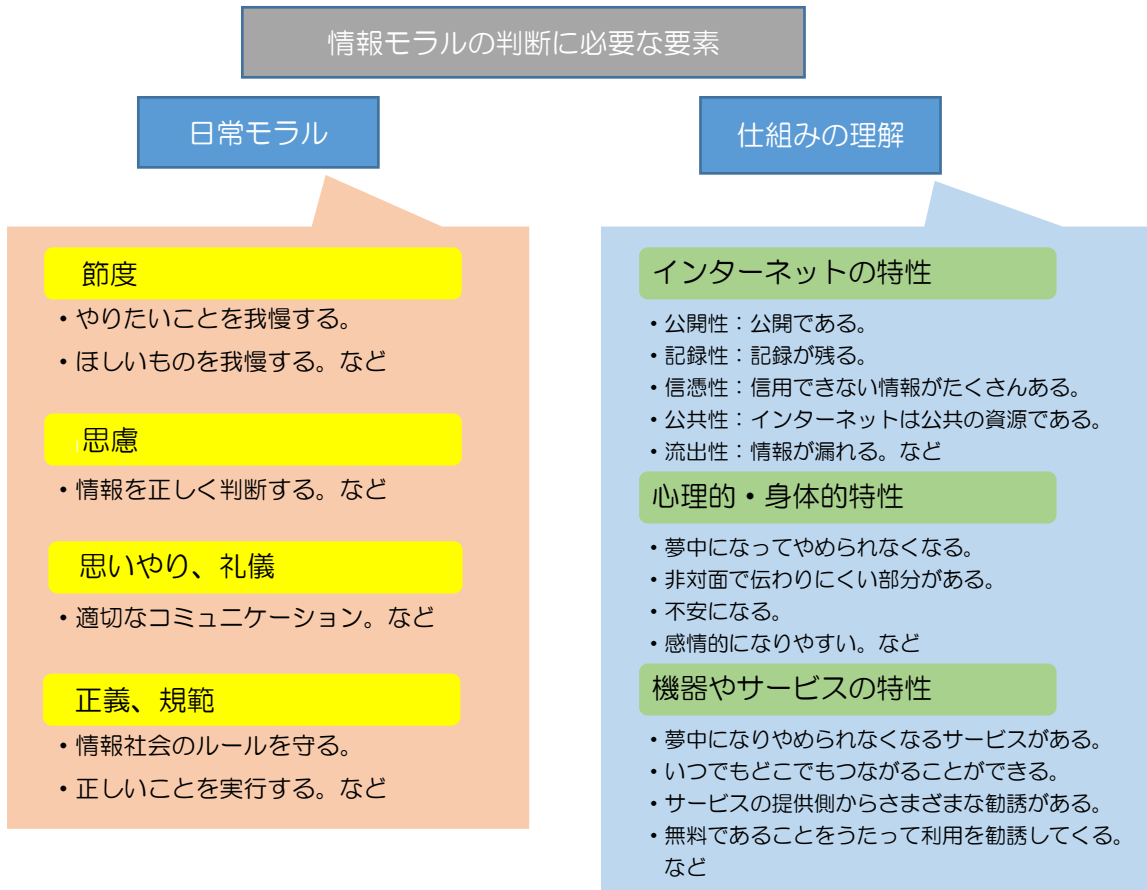 情報モラルの判断に必要な要素
日常モラル
節度
・やりたいことを我慢する。
・ほしいものを我慢する。など
思慮
・情報を正しく判断する。など
思いやり、礼儀
・適切なコミュニケーション。など
正義、規範
・情報社会のルールを守る。
・正しいことを実行する。など
仕組みの理解
インターネットの特性
・公開性：公開である。
・記録性：記録が残る。
・信憑性：信用できない情報がたくさんある。
・公共性：インターネットは公共の資源である。
・流出性：情報が漏れる。など
心理的・身体的特性
・夢中になってやめられなくなる。
・非対面で伝わりにくい部分がある。
・不安になる。
・感情的になりやすい。など
機器やサービスの特性
・夢中になりやめられなくなるサービスがある。
・いつでもどこでもつながることができる。
・サービスの提供側からさまざまな勧誘がある。
・無料であることをうたって利用を勧誘してくる。
など